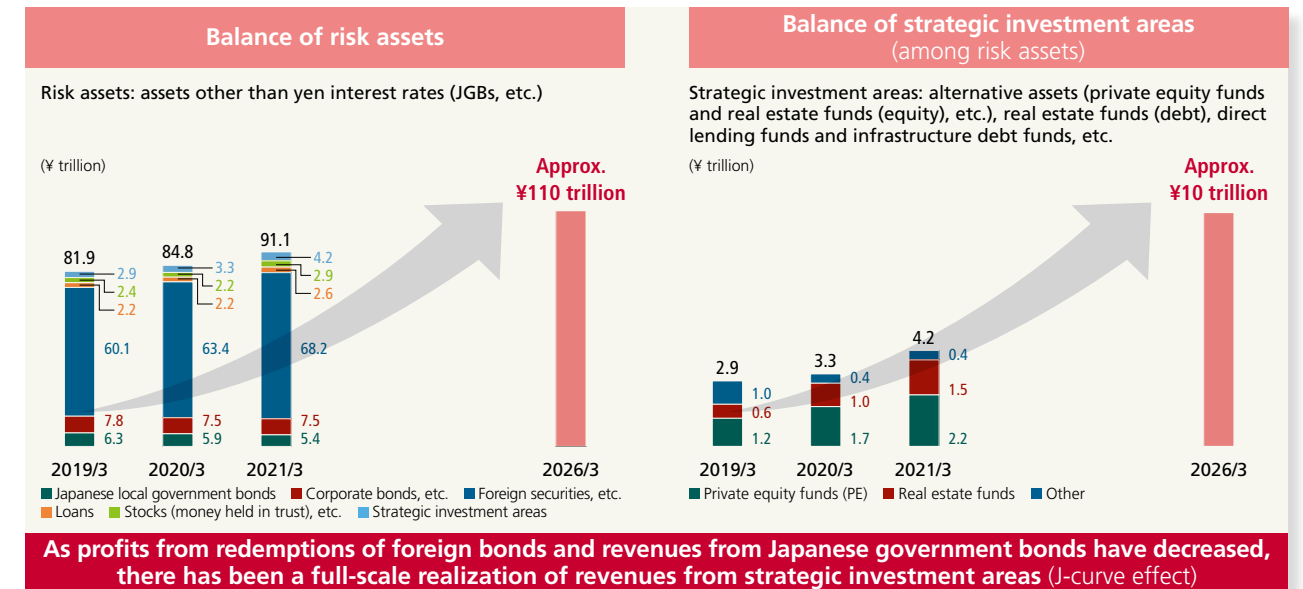 Balance of risk assets
Risk assets: assets other than yen interest rates (JGBs, etc.)
(¥ trillion)
Approx.
¥110 trillion
81.9
84.8
91.1
2.9
2.4
2.2
60.1
7.8
6.3
3.3
2.2
2.2
63.4
7.5
5.9
4.2
2.9
2.6
68.2
7.5
5.4
2019/3
2020/3
2021/3
2026/3
Japanese local government bonds Corporate bonds, etc. Foreign securities, etc.
Loans Stocks (money held in trust), etc. Strategic investment areas
Balance of strategic investment areas
(among risk assets)
Strategic investment areas: alternative assets (private equity funds
and real estate funds (equity), etc.), real estate funds (debt), direct
lending funds and infrastructure debt funds, etc.
(¥ trillion)
Approx.
¥10 trillion
2.9
3.3
4.2
1.0
0.6
1.2
0.4
1.0
1.7
0.4
1.5
2.2
2019/3
2020/3
2021/3
2026/3
Private equity funds (PE) Real estate funds Other
As profits from redemptions of foreign bonds and revenues from Japanese government bonds have decreased,
there has been a full-scale realization of revenues from strategic investment areas (J-curve effect)